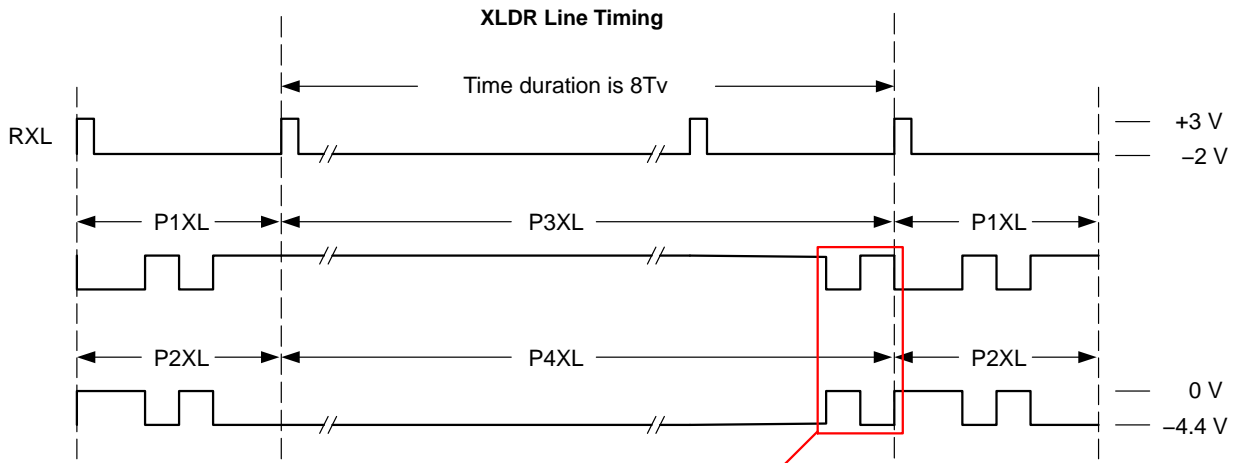 XLDR Line Timing
Time duration is 8Tv
RXL
+3 V
–2 V
P1XL
P3XL
P1XL
P2XL
P4XL
P2XL
0 V
–4.4 V